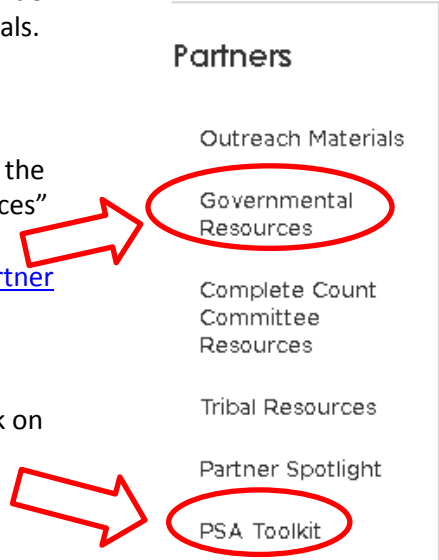 als.
the
ces"
rtner
k on
Partners
Outreach Materials
Governmental
Resources
Complete Count
Committee
Resources
Tribal Resources
Partner Spotlight
PSA Toolkit